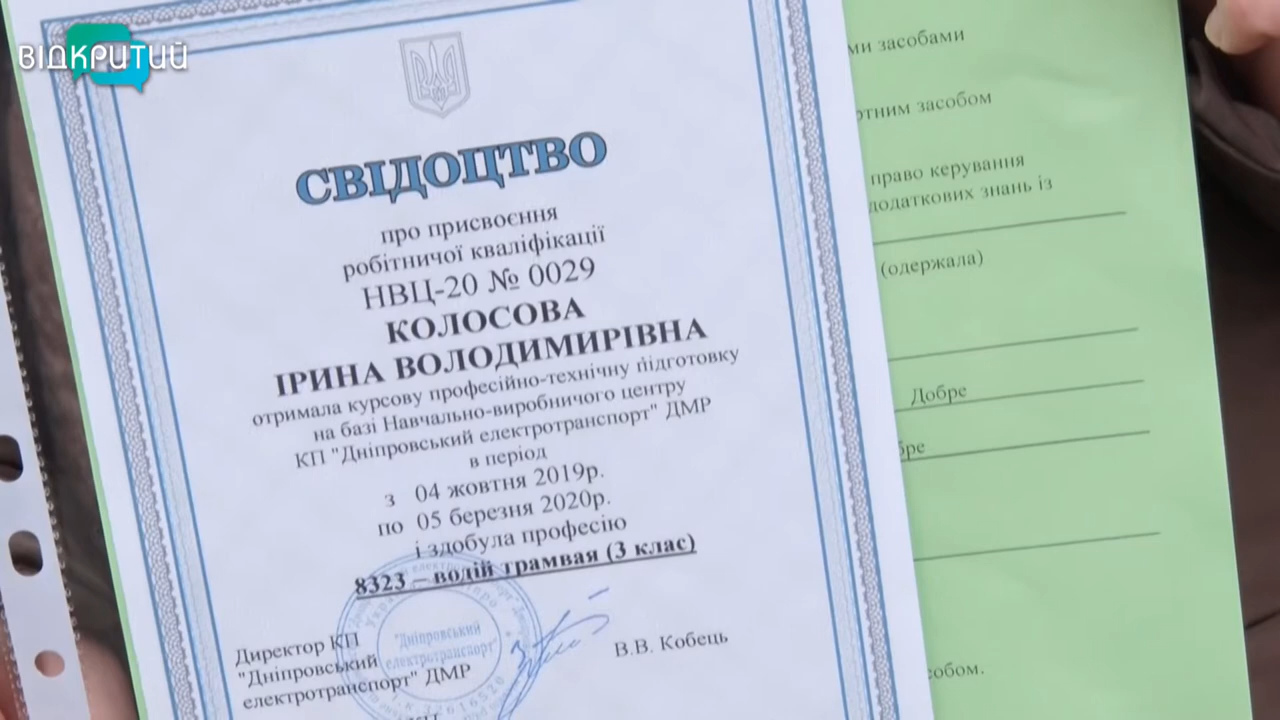 ВІДКРИТИЙ
СВІДОЦТВО
про присвоєння
робітничої кваліфікації
НВЦ-20 № 0029
КОЛОСОВА
ІРИНА ВОЛОДИМИРІВНА
отримала курсову професійно-технічну підготовку
на базі Навчально-виробничого центру
КП "Дніпровський електротранспорт" ДМР
в період
з 04 жовтня 2019р.
по 05 березня 2020р.
і здобула професію
8323 – водій трамвая (3 клас)
Директор КП
"Дніпровський
електротранспорт" ДМР
В.В. Кобець
"Дніпровський
електротранспорт"
ми засобами
ртним засобом
право керування
додаткових знань із
(одержала)
Добре
бре
собом.